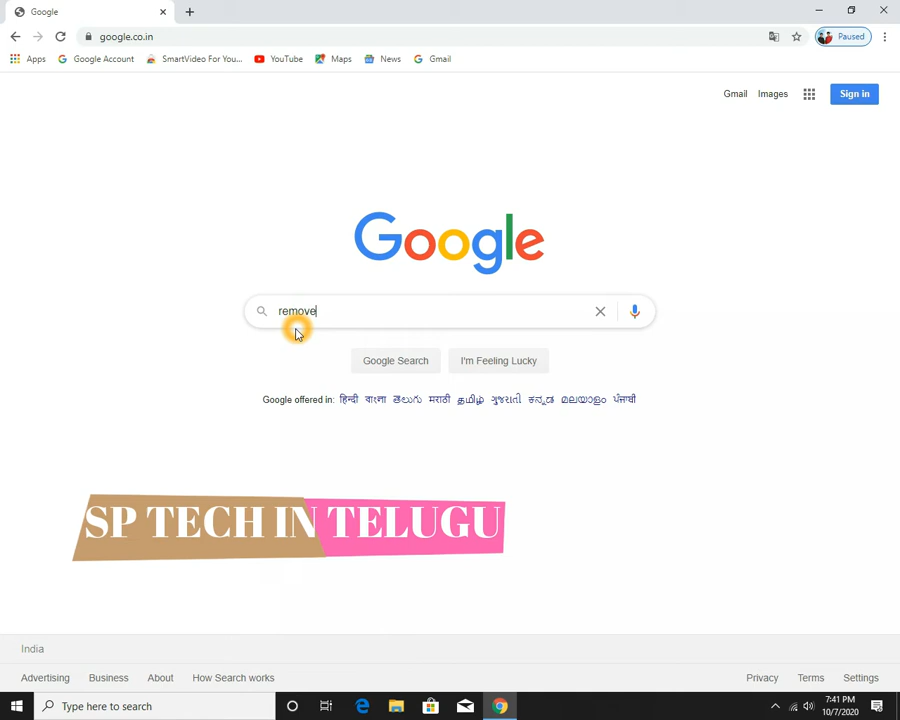 Google
google.co.in
Paused
Apps
Google Account
SmartVideo For You...
YouTube
Maps
News
Gmail
Gmail
Images
Sign in
Google
remove
Google Search
I'm Feeling Lucky
Google offered in: हिन्दी বাংলা తెలుగు मराठी தமிழ் ગુજરાતી ಕನ್ನಡ മലയാളം ਪੰਜਾਬੀ
SP TECH IN TELUGU
India
Advertising
Business
About
How Search works
Privacy
Terms
Settings
Type here to search
7:41 PM
10/7/2020